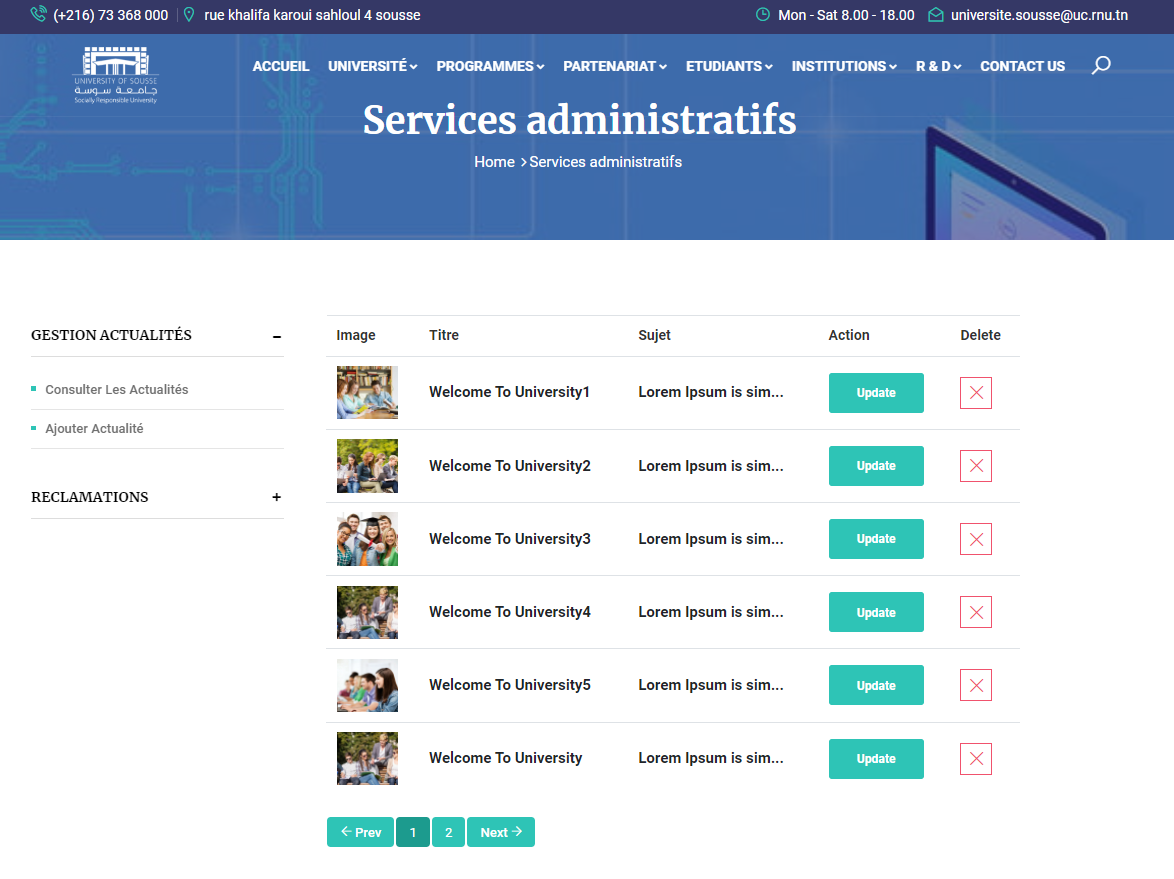 (+216) 73 368 000 rue khalifa karoui sahloul 4 sousse Mon - Sat 8.00 - 18.00 universite.sousse@uc.rnu.tn
UNIVERSITY OF SOUSSE
جامعة سوسة
Socially Responsible University
ACCUEIL UNIVERSITÉ PROGRAMMES PARTENARIAT ETUDIANTS INSTITUTIONS R & D CONTACT US
Services administratifs
Home > Services administratifs
GESTION ACTUALITÉS –
Consulter Les Actualités
Ajouter Actualité
RECLAMATIONS +
Image Titre Sujet Action Delete
Welcome To University1 Lorem Ipsum is sim... Update
Welcome To University2 Lorem Ipsum is sim... Update
Welcome To University3 Lorem Ipsum is sim... Update
Welcome To University4 Lorem Ipsum is sim... Update
Welcome To University5 Lorem Ipsum is sim... Update
Welcome To University Lorem Ipsum is sim... Update
← Prev 1 2 Next →